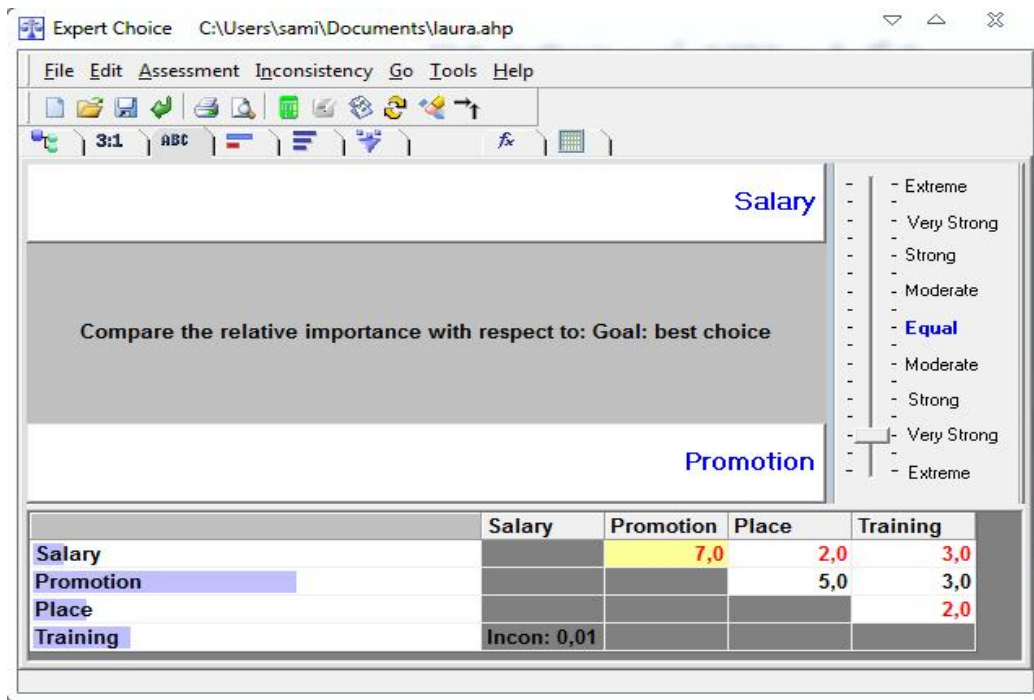 Expert Choice C:\Users\sami\Documents\laura.ahp
File Edit Assessment Inconsistency Go Tools Help
3:1 ABC fx
Salary
Compare the relative importance with respect to: Goal: best choice
Promotion
Extreme
Very Strong
Strong
Moderate
Equal
Moderate
Strong
Very Strong
Extreme
Salary Promotion Place Training
Salary 7,0 2,0 3,0
Promotion 5,0 3,0
Place 2,0
Training Incon: 0,01